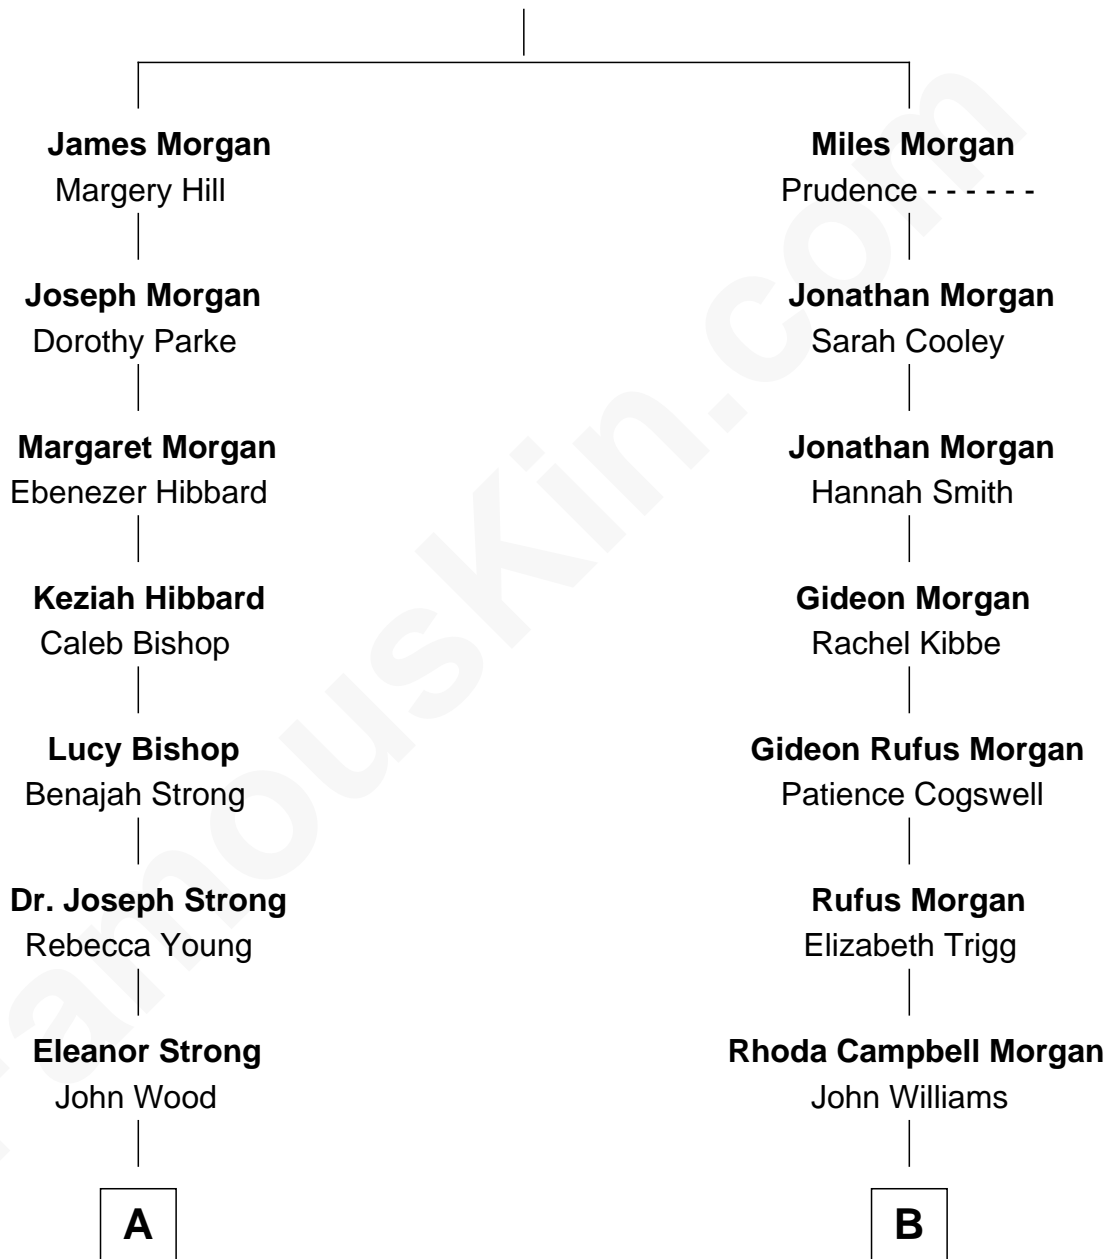 James Morgan
Margery Hill
Joseph Morgan
Dorothy Parke
Margaret Morgan
Ebenezer Hibbard
Keziah Hibbard
Caleb Bishop
Lucy Bishop
Benajah Strong
Dr. Joseph Strong
Rebecca Young
Eleanor Strong
John Wood
A
Miles Morgan
Prudence - - - - - -
Jonathan Morgan
Sarah Cooley
Jonathan Morgan
Hannah Smith
Gideon Morgan
Rachel Kibbe
Gideon Rufus Morgan
Patience Cogswell
Rufus Morgan
Elizabeth Trigg
Rhoda Campbell Morgan
John Williams
B
FamousKin.com